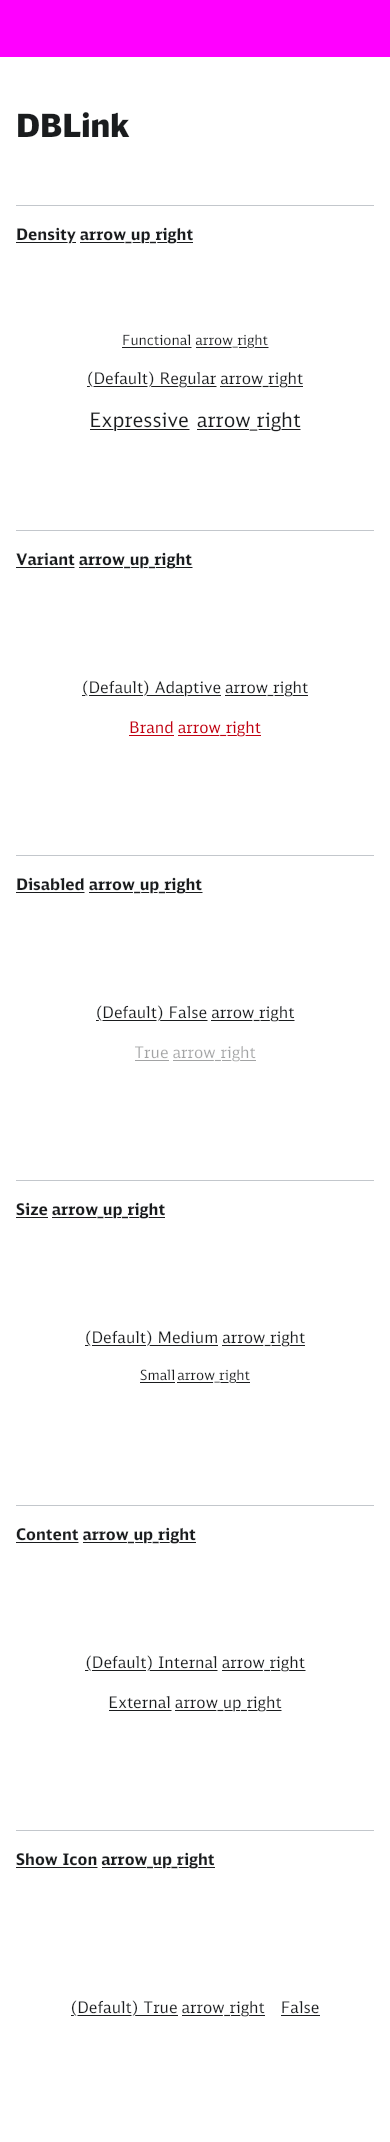 DBLink
Density arrow_up_right
Functional arrow_right
(Default) Regular arrow_right
Expressive arrow_right
Variant arrow_up_right
(Default) Adaptive arrow_right
Brand arrow_right
Disabled arrow_up_right
(Default) False arrow_right
True arrow_right
Size arrow_up_right
(Default) Medium arrow_right
Small arrow_right
Content arrow_up_right
(Default) Internal arrow_right
External arrow_up_right
Show Icon arrow_up_right
(Default) True arrow_right False